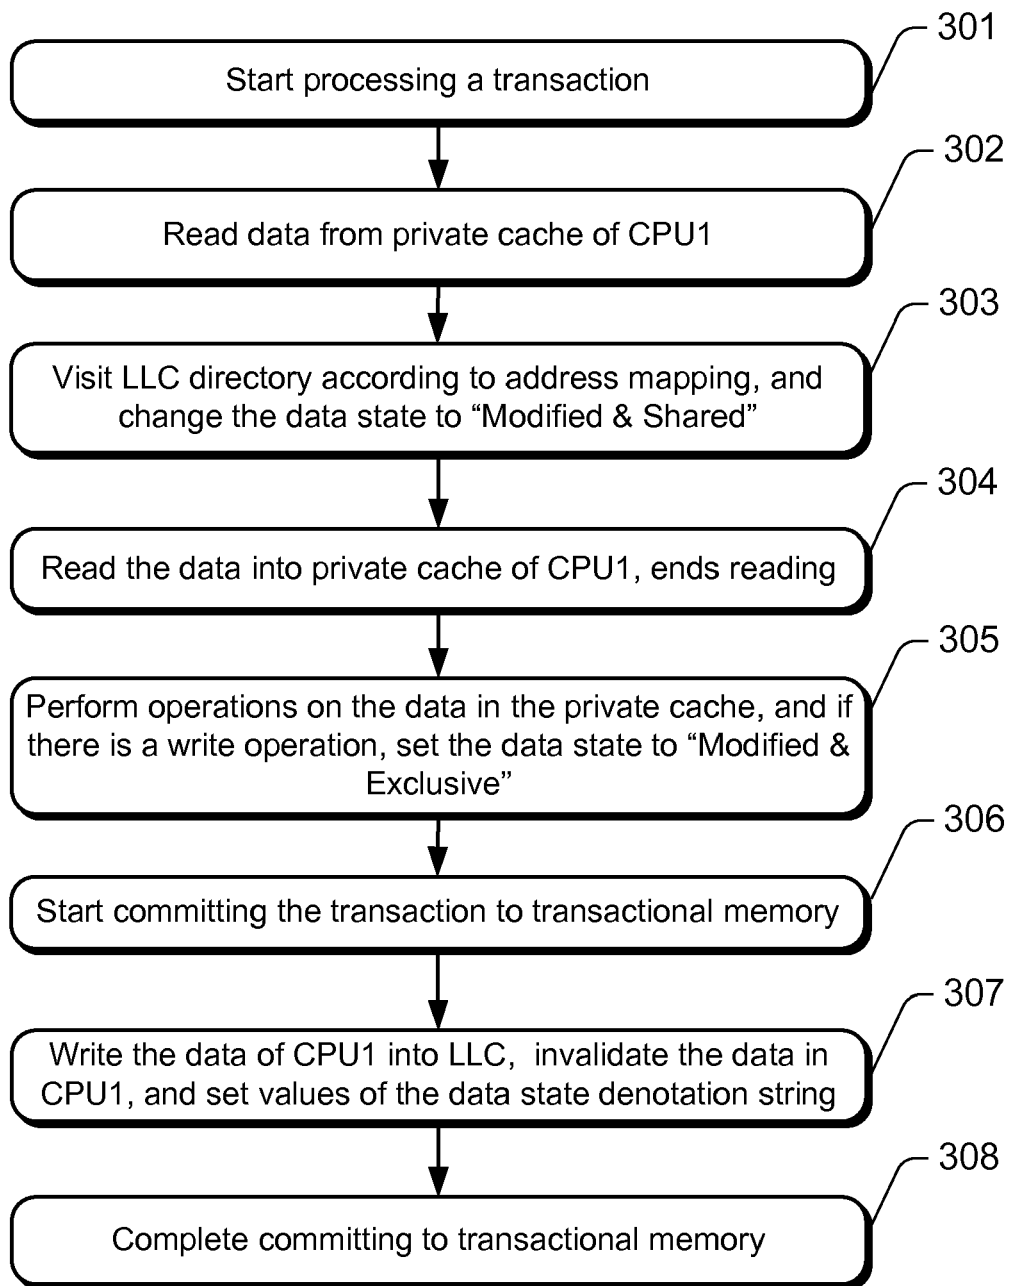 301
Start processing a transaction
302
Read data from private cache of CPU1
303
Visit LLC directory according to address mapping, and
change the data state to “Modified & Shared”
304
Read the data into private cache of CPU1, ends reading
305
Perform operations on the data in the private cache, and if
there is a write operation, set the data state to “Modified &
Exclusive”
306
Start committing the transaction to transactional memory
307
Write the data of CPU1 into LLC,  invalidate the data in
CPU1, and set values of the data state denotation string
308
Complete committing to transactional memory